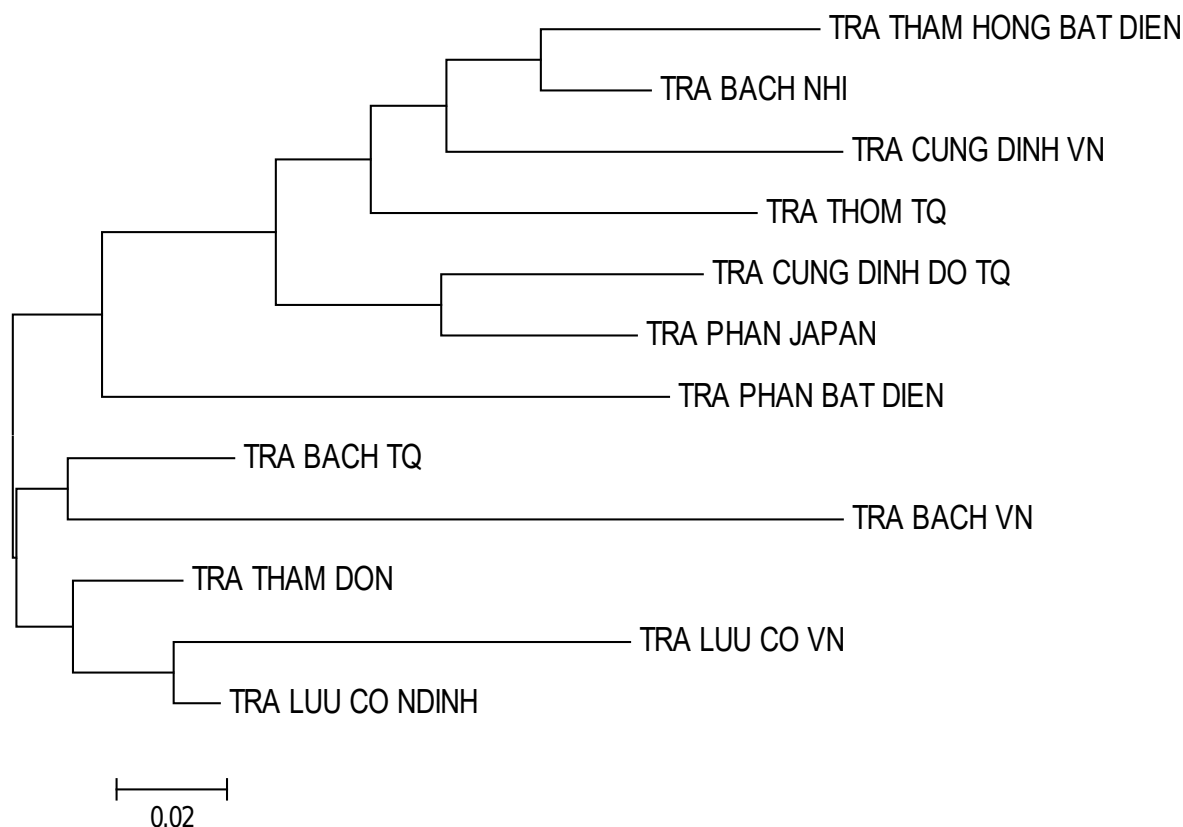 TRA THAM HONG BAT DIEN
TRA BACH NHI
TRA CUNG DINH VN
TRA THOM TQ
TRA CUNG DINH DO TQ
TRA PHAN JAPAN
TRA PHAN BAT DIEN
TRA BACH TQ
TRA BACH VN
TRA THAM DON
TRA LUU CO VN
TRA LUU CO NDINH
0.02